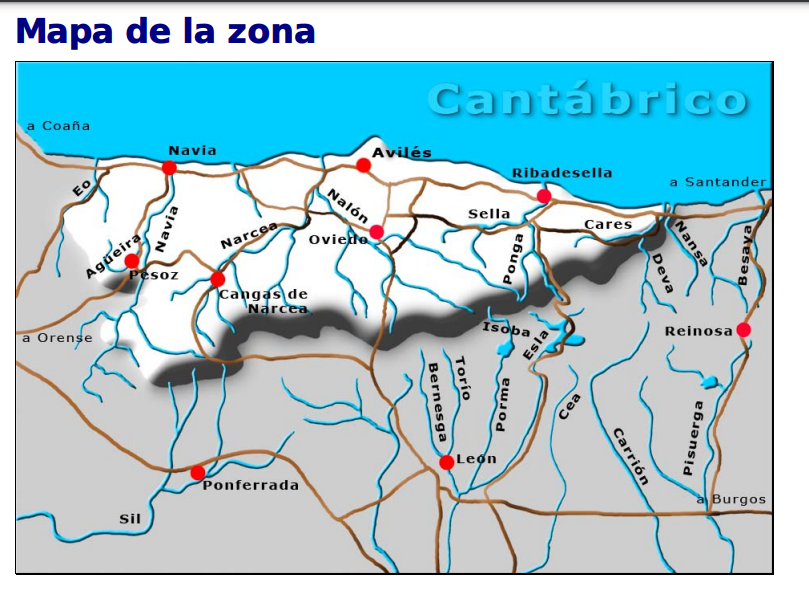 Mapa de la zona
Cantábrico
a Coaña
Navia
Avilés
Ribadesella
a Santander
Eo
Navia
Nalón
Sella
Cares
Narcea
Oviedo
Agüeira
Pesoz
Ponga
Deva
Nansa
Besaya
Cangas de
Narcea
Isoba
Esla
Reinosa
a Orense
Bernesga
Torío
Porma
Cea
Carrión
Pisuerga
León
Ponferrada
a Burgos
Sil